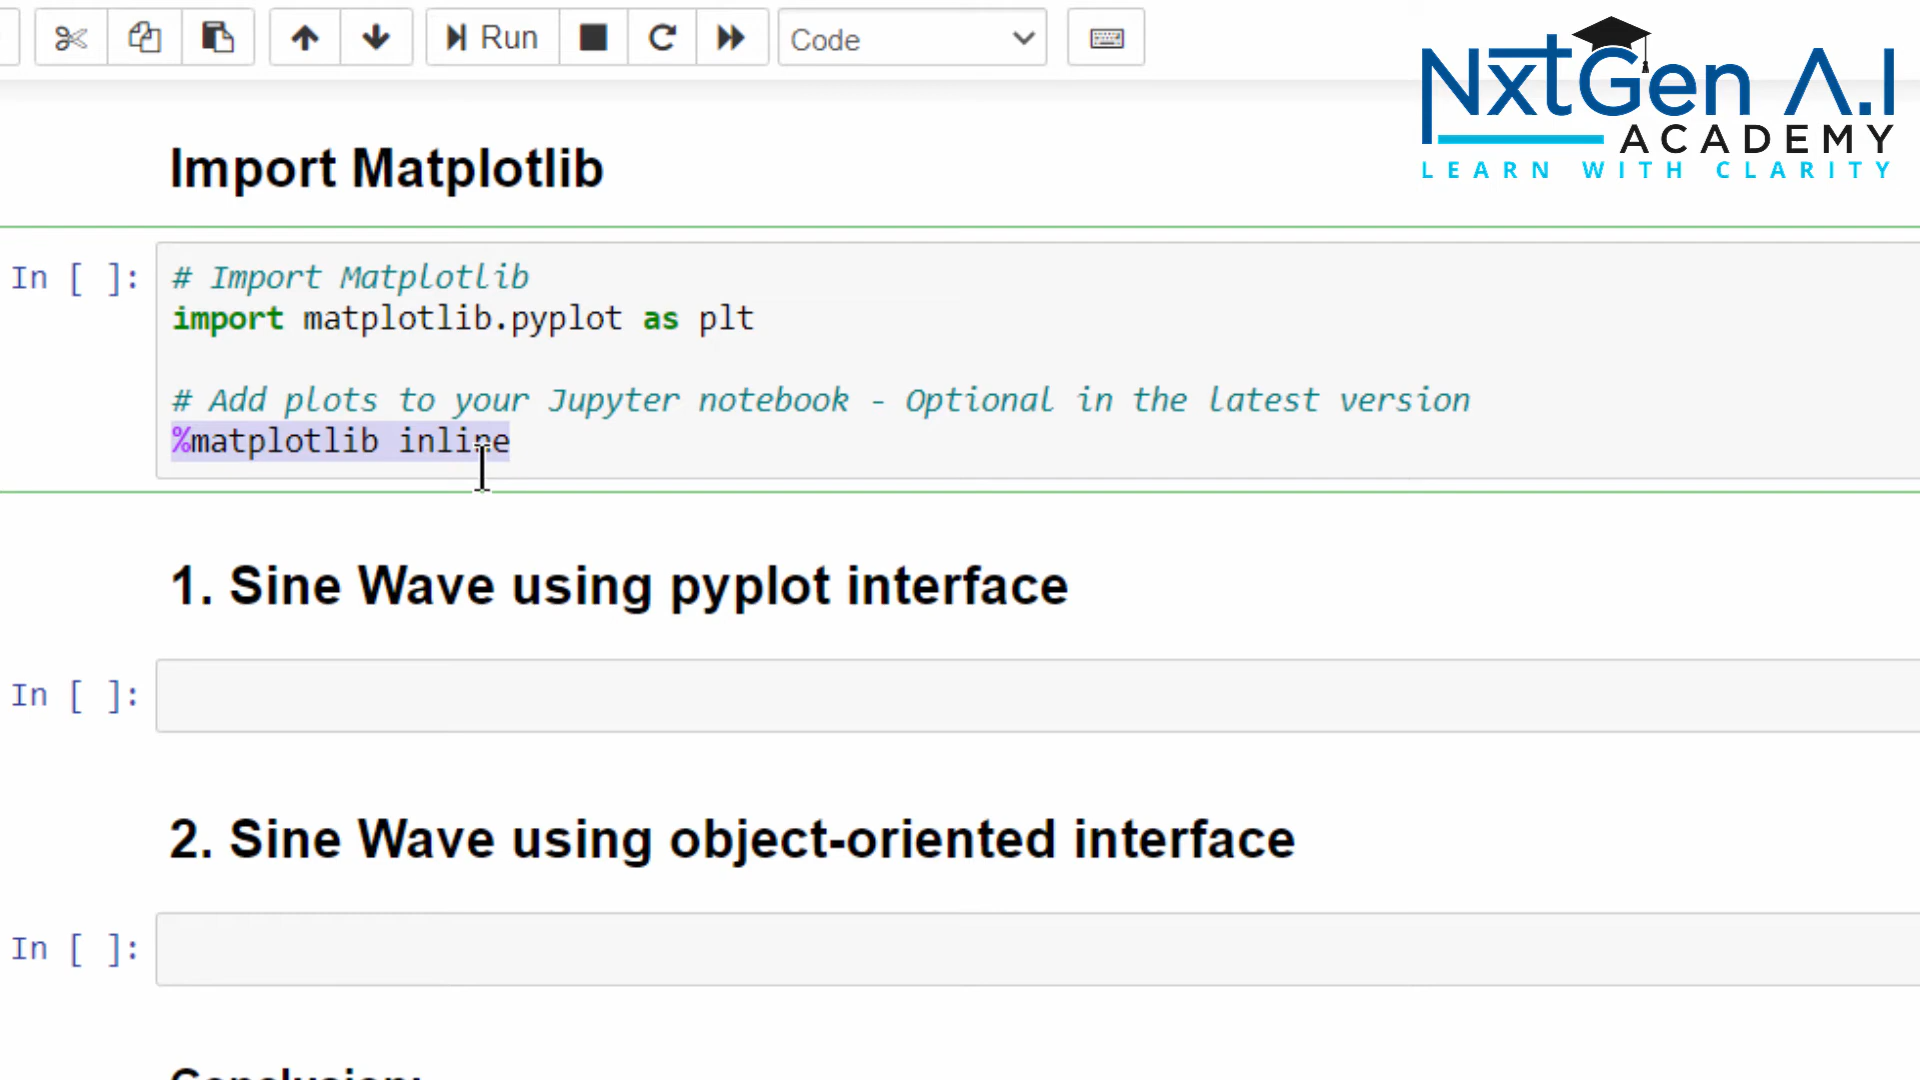 Run
Code
NxtGen A.I
ACADEMY
LEARN WITH CLARITY
Import Matplotlib
In [ ]:
# Import Matplotlib
import matplotlib.pyplot as plt
# Add plots to your Jupyter notebook - Optional in the latest version
%matplotlib inline
1. Sine Wave using pyplot interface
In [ ]:
2. Sine Wave using object-oriented interface
In [ ]:
Conclusion: